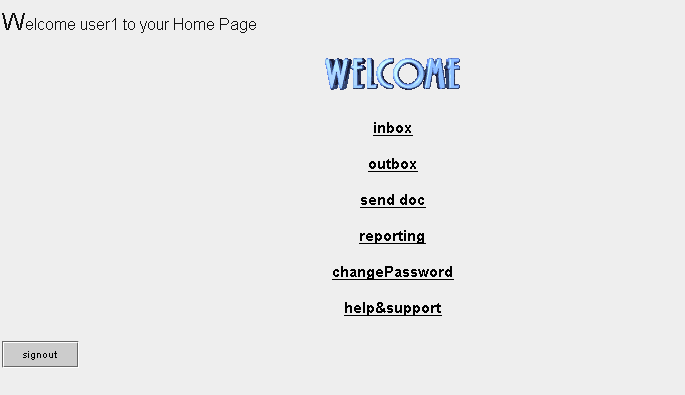 Welcome user1 to your Home Page
WELCOME
inbox
outbox
send doc
reporting
changePassword
help&support
signout